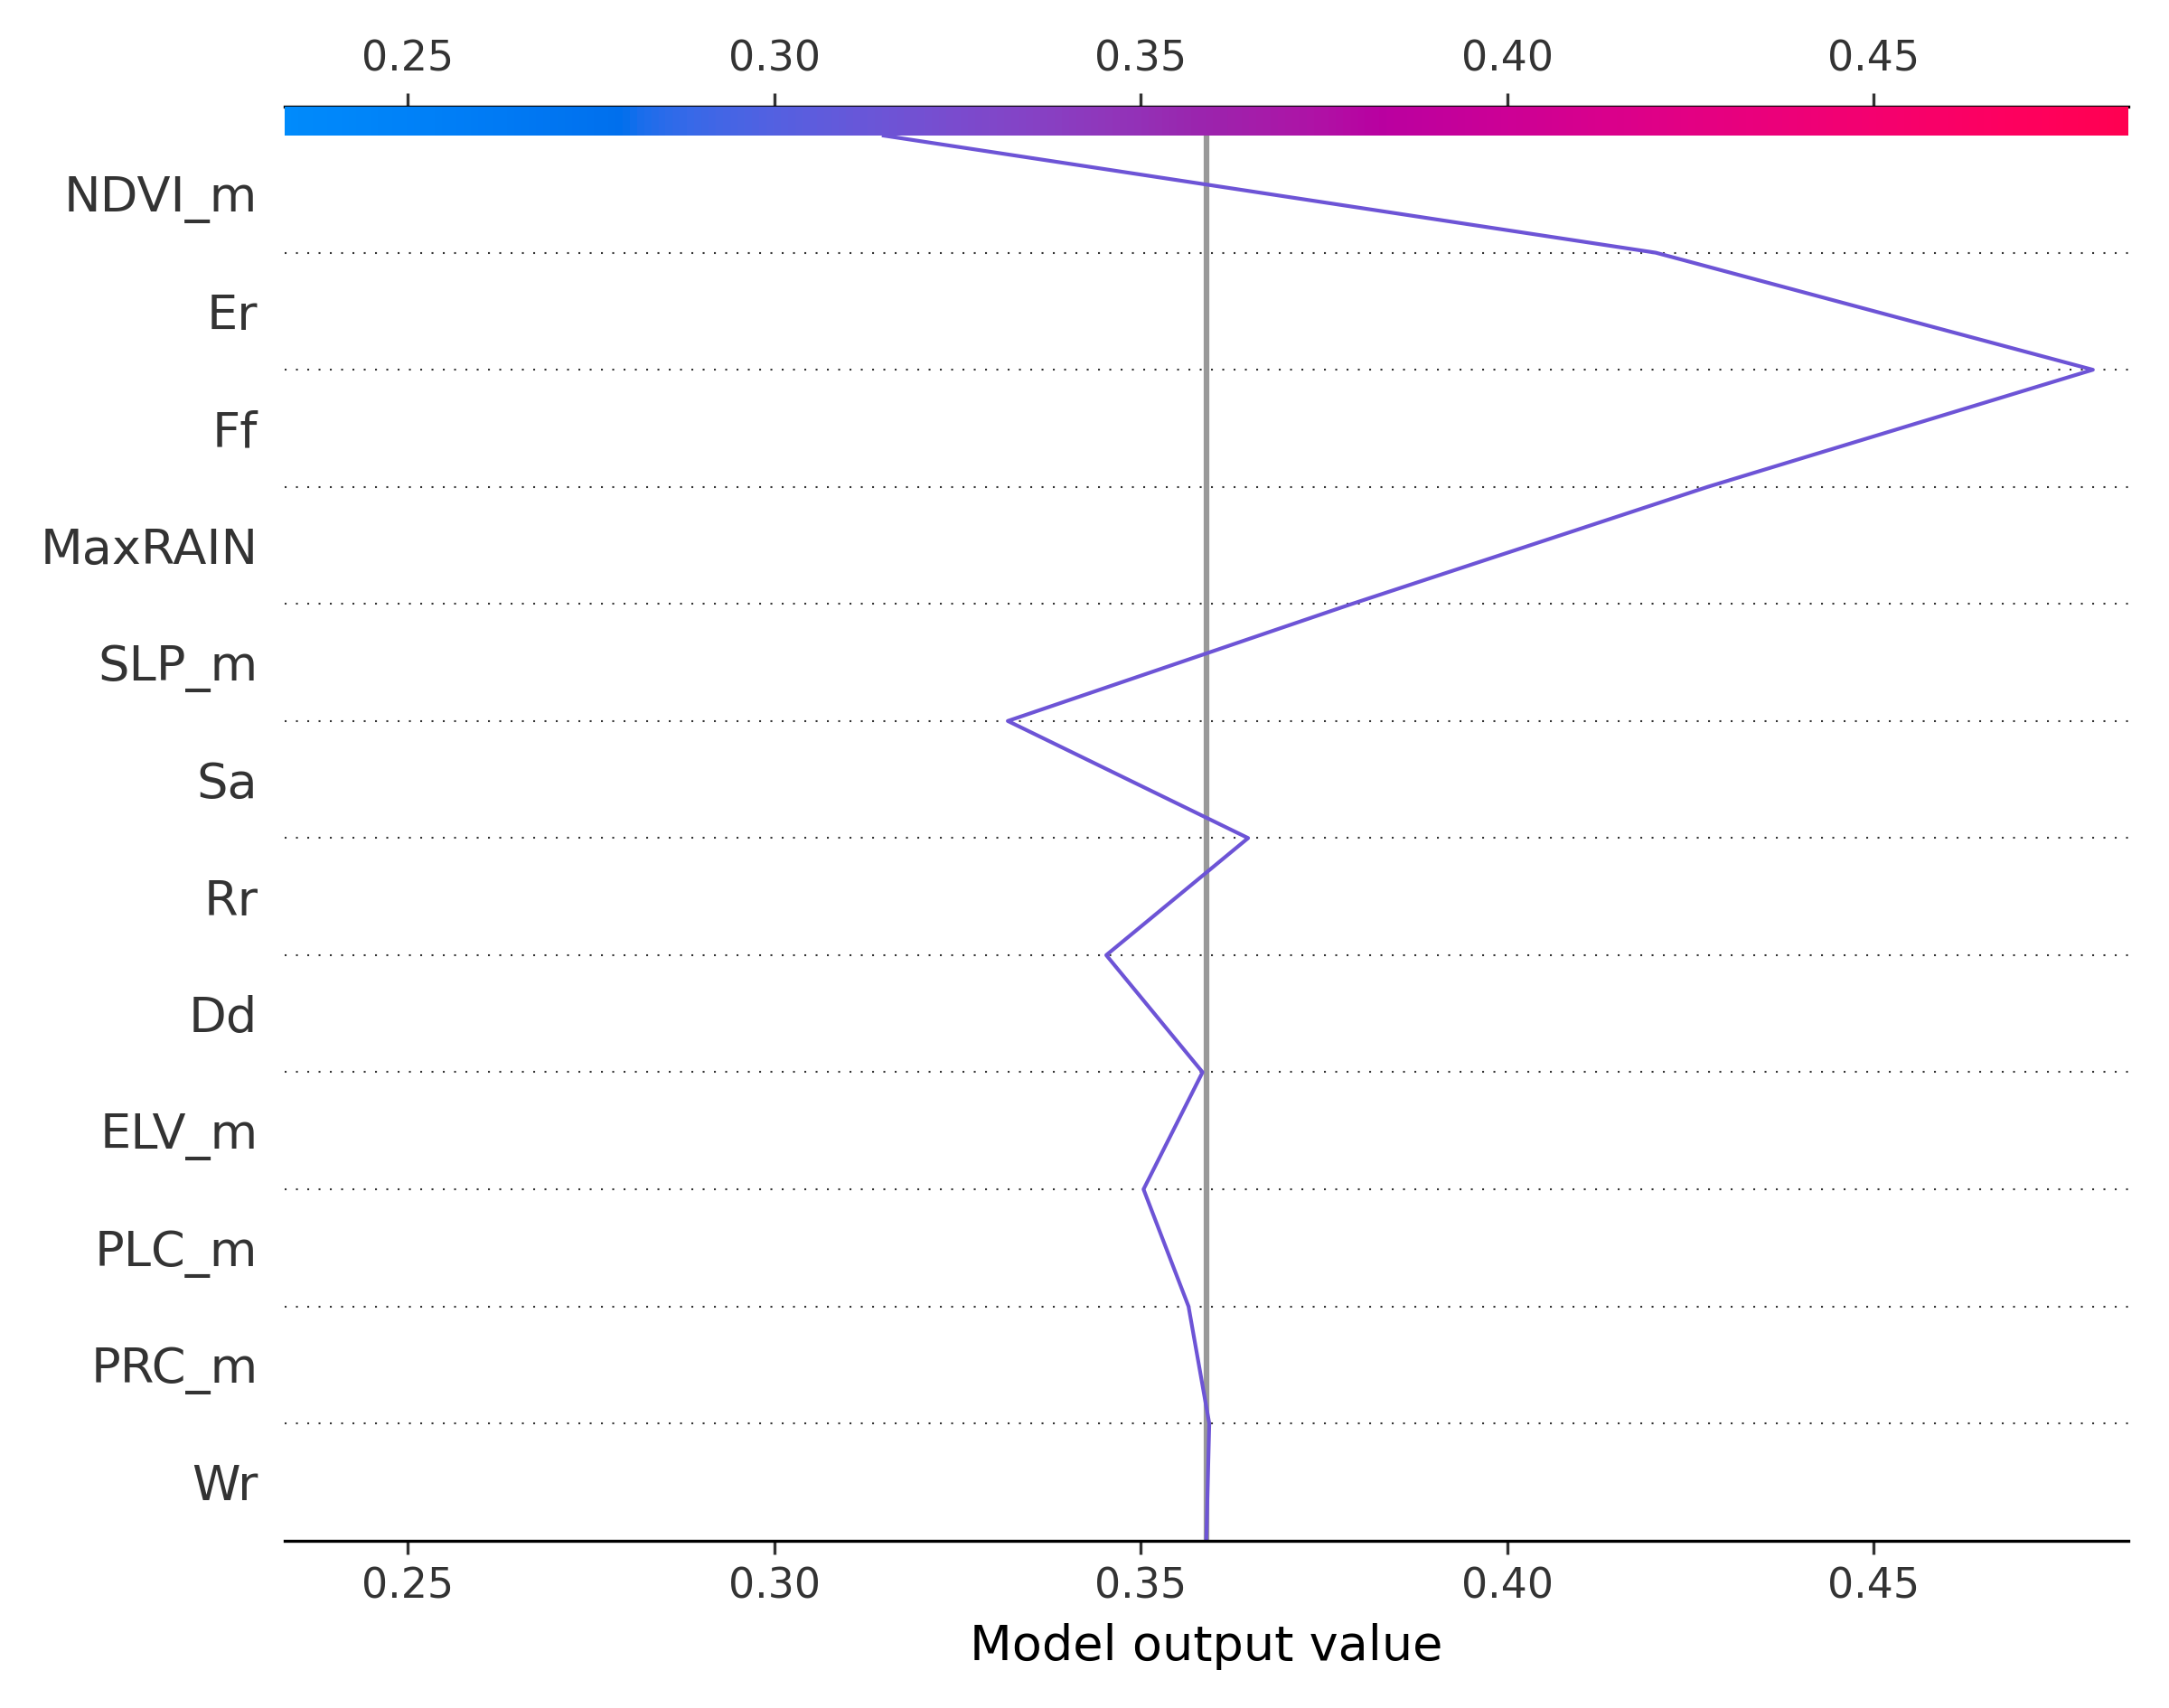 0.25 0.30 0.35 0.40 0.45
NDVI_m
Er
Ff
MaxRAIN
SLP_m
Sa
Rr
Dd
ELV_m
PLC_m
PRC_m
Wr
0.25 0.30 0.35 0.40 0.45
Model output value